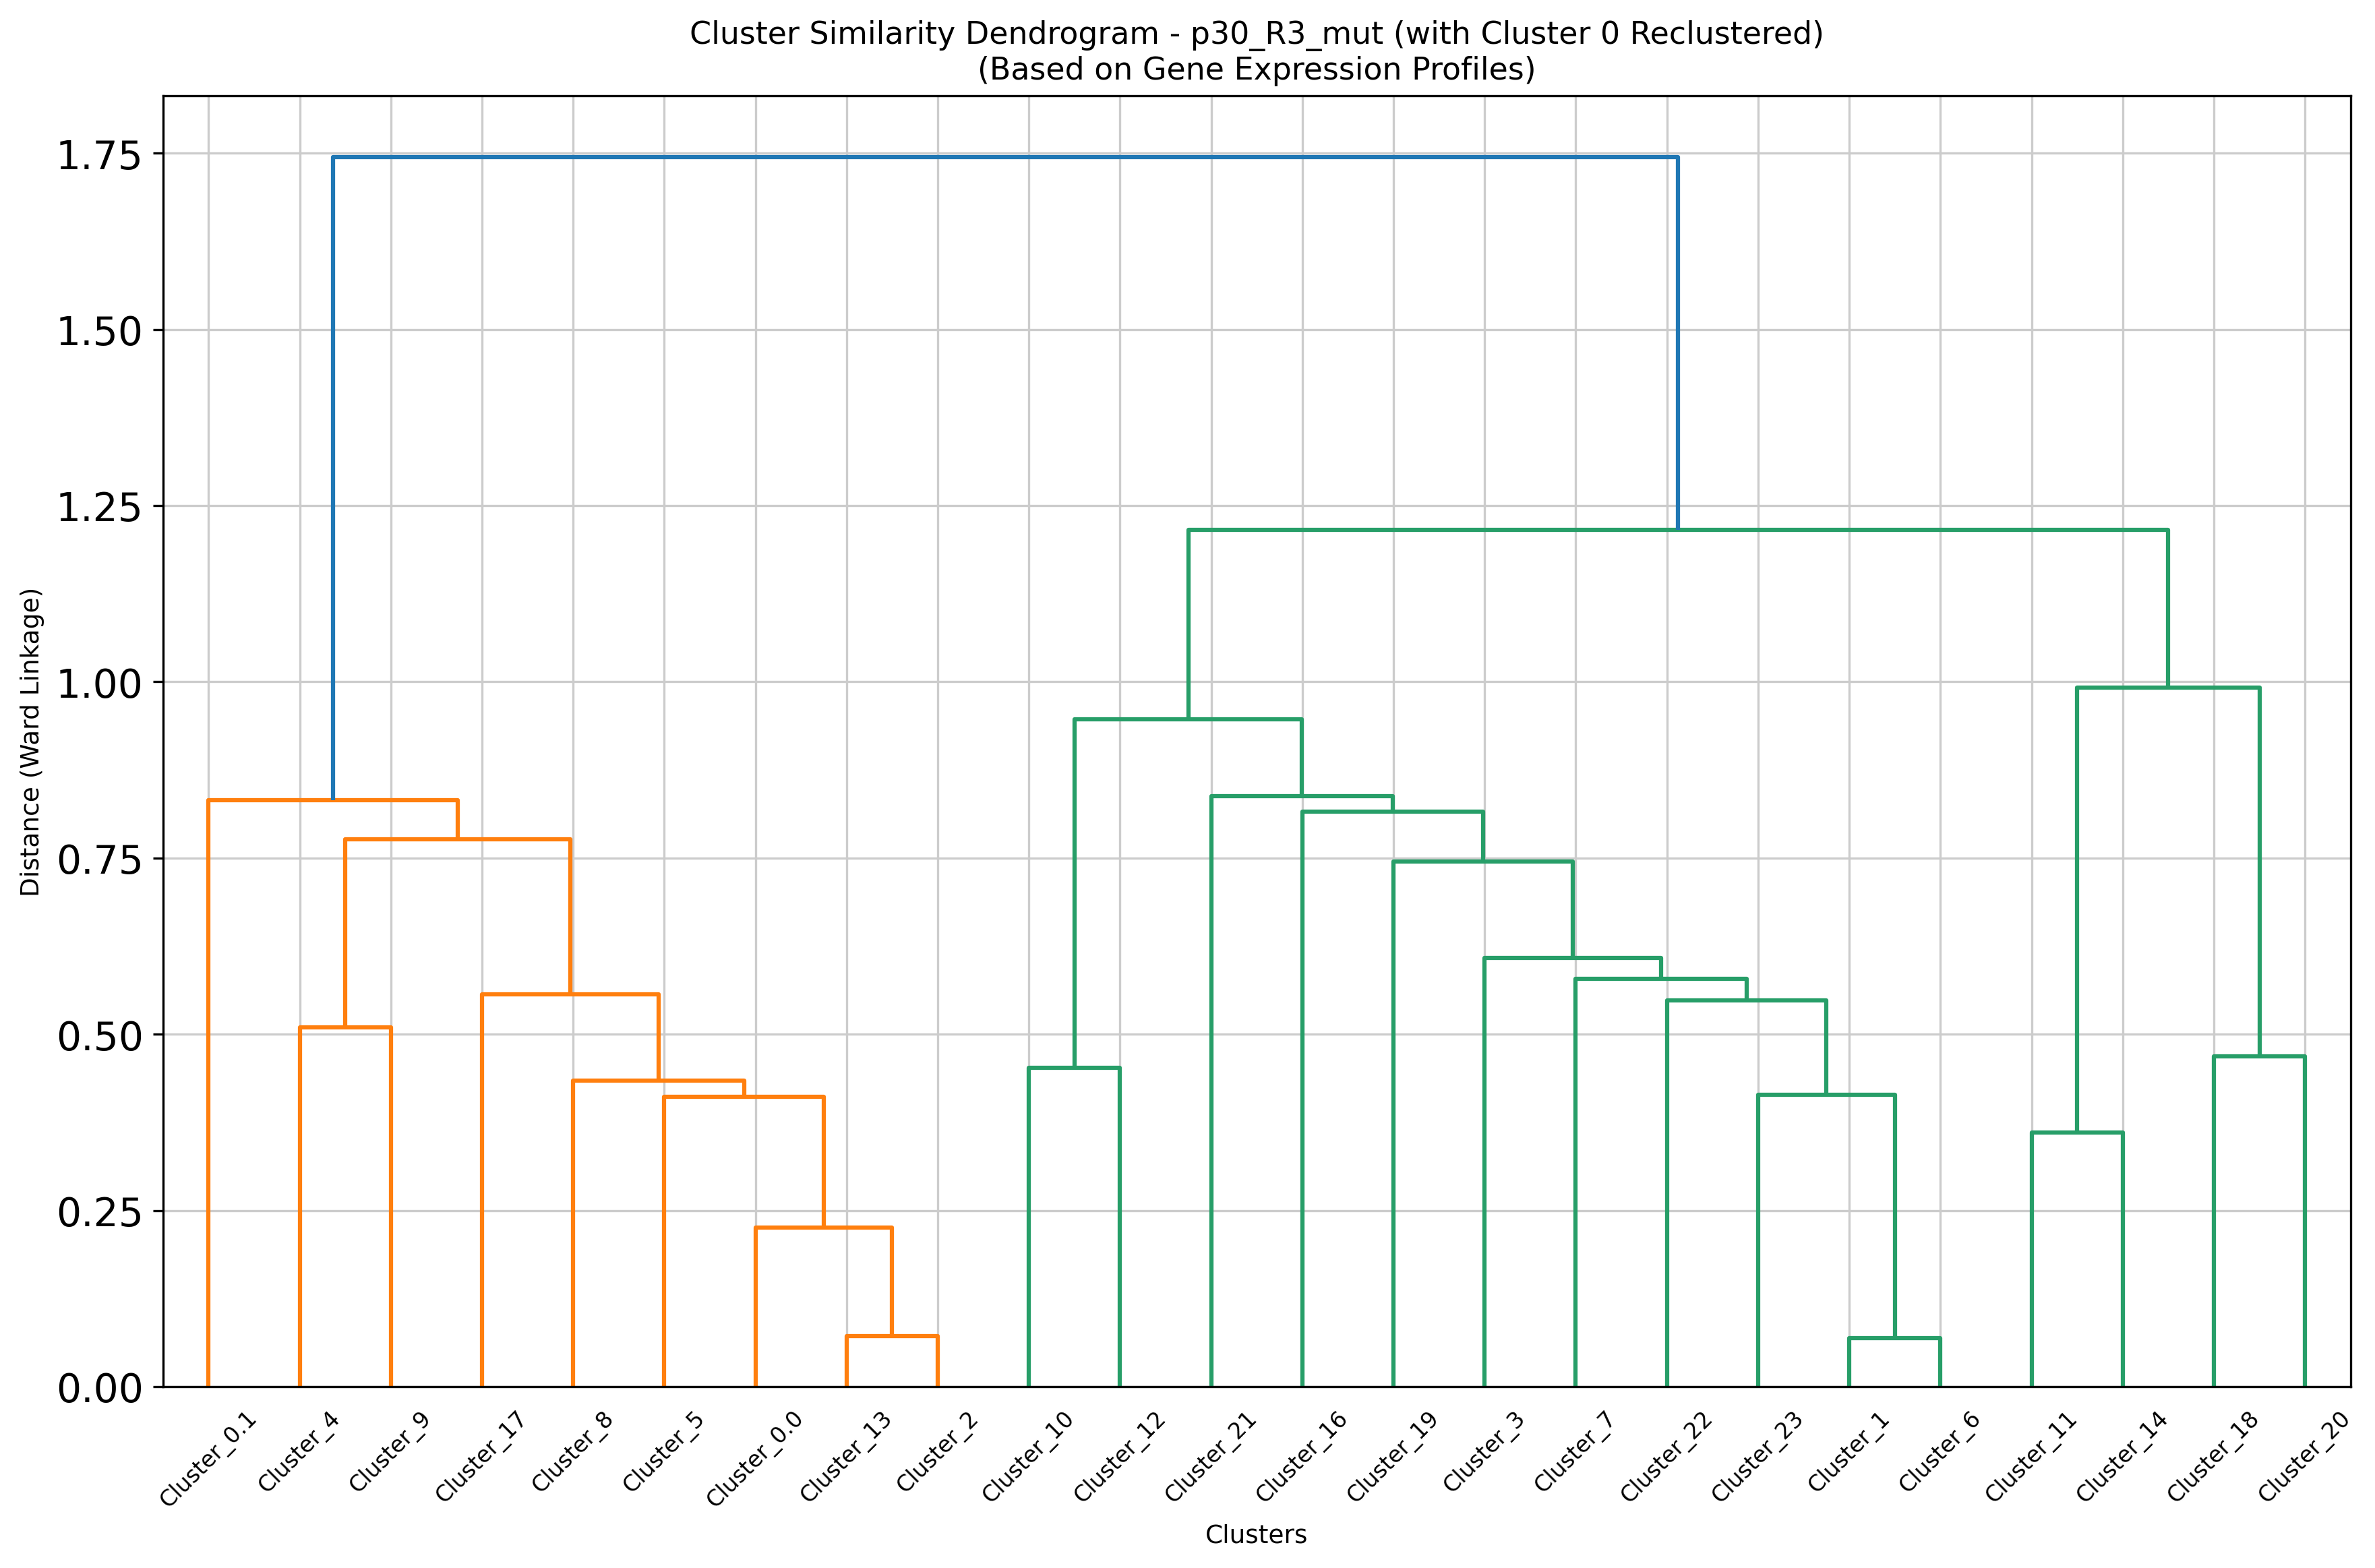 Cluster Similarity Dendrogram - p30_R3_mut (with Cluster 0 Reclustered)
(Based on Gene Expression Profiles)
Distance (Ward Linkage)
1.75
1.50
1.25
1.00
0.75
0.50
0.25
0.00
Cluster_0.1
Cluster_4
Cluster_9
Cluster_17
Cluster_8
Cluster_5
Cluster_0.0
Cluster_13
Cluster_2
Cluster_10
Cluster_12
Cluster_21
Cluster_16
Cluster_19
Cluster_3
Cluster_7
Cluster_22
Cluster_23
Cluster_1
Cluster_6
Cluster_11
Cluster_14
Cluster_18
Cluster_20
Clusters